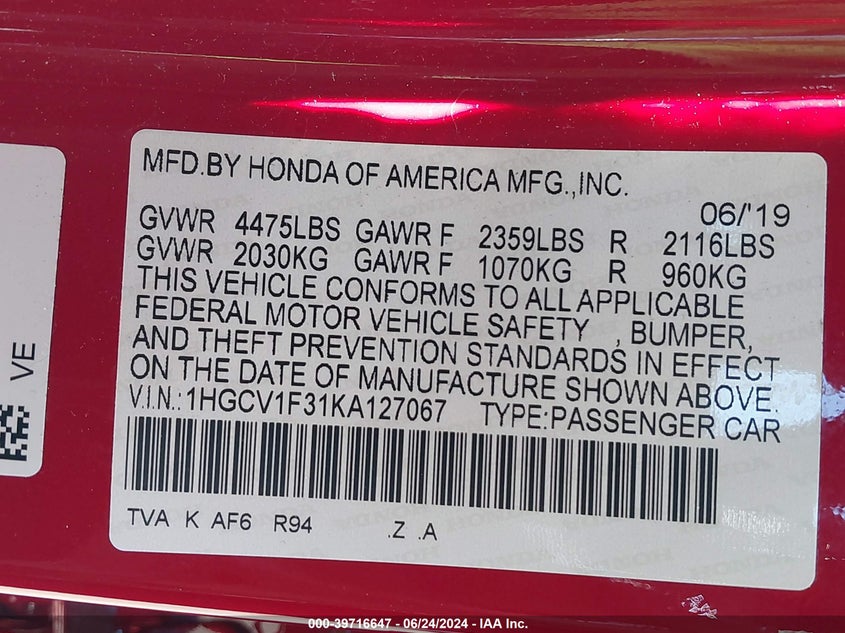 MFD.BY HONDA OF AMERICA MFG.,INC.
06/'19
GVWR 4475LBS GAWR F 2359LBS R 2116LBS
GVWR 2030KG GAWR F 1070KG R 960KG
THIS VEHICLE CONFORMS TO ALL APPLICABLE
FEDERAL MOTOR VEHICLE SAFETY , BUMPER,
AND THEFT PREVENTION STANDARDS IN EFFECT
ON THE DATE OF MANUFACTURE SHOWN ABOVE.
V.I.N.:1HGCV1F31KA127067 TYPE:PASSENGER CAR
TVA K AF6 R94 .Z .A
VE
000-39716647 - 06/24/2024 - IAA Inc.